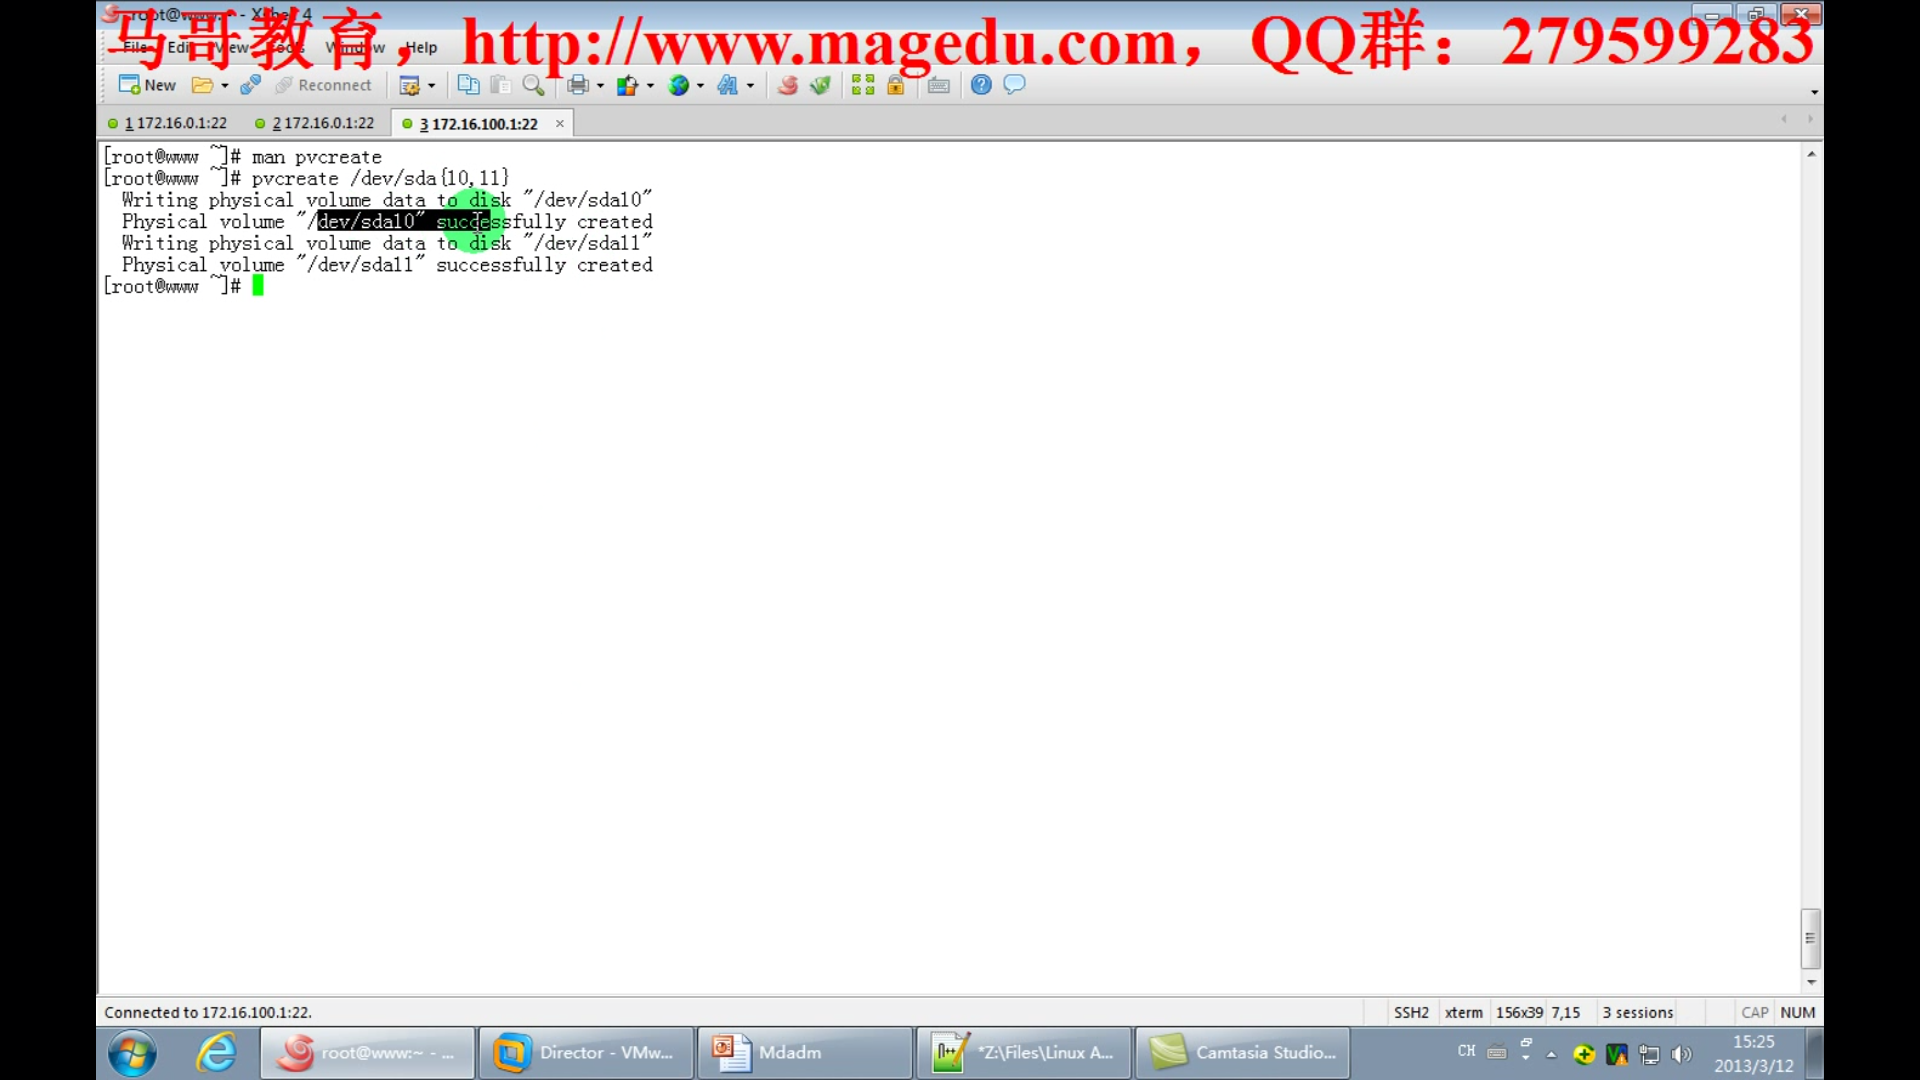 root@www:~ - Xshell 4
马哥教育，http://www.magedu.com，QQ群：279599283
File Edit View Tools Window Help
New Reconnect
1 172.16.0.1:22 2 172.16.0.1:22 3 172.16.100.1:22
[root@www ~]# man pvcreate
[root@www ~]# pvcreate /dev/sda{10,11}
Writing physical volume data to disk "/dev/sda10"
Physical volume "/dev/sda10" successfully created
Writing physical volume data to disk "/dev/sda11"
Physical volume "/dev/sda11" successfully created
[root@www ~]#
Connected to 172.16.100.1:22. SSH2 xterm 156x39 7,15 3 sessions CAP NUM
root@www:~ - ... Director - VMw... Mdadm *Z:\Files\Linux A... Camtasia Studio... CH 15:25
2013/3/12